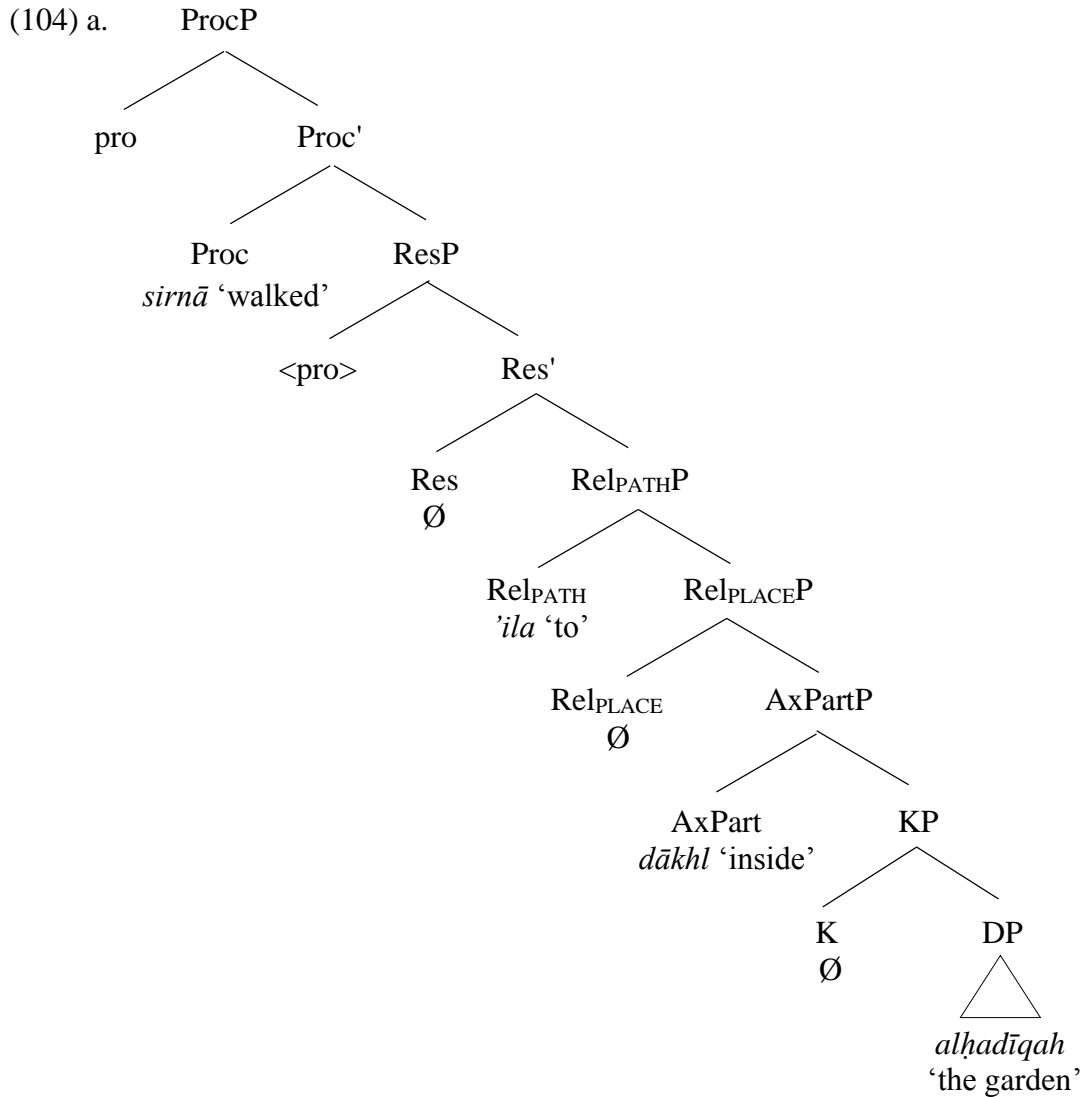 (104) a. ProcP
pro Proc'
Proc ResP
sirnā ‘walked’
<pro> Res'
Res RelPATHP
Ø
RelPATH RelPLACEP
’ila ‘to’
RelPLACE AxPartP
Ø
AxPart KP
dākhl ‘inside’
K DP
Ø
alḥadīqah
‘the garden’